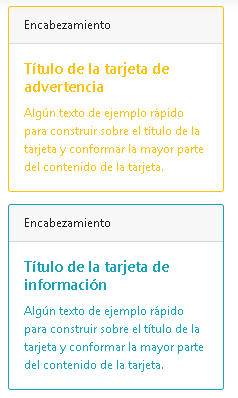 Encabezamiento
Título de la tarjeta de
advertencia
Algún texto de ejemplo rápido
para construir sobre el título de la
tarjeta y conformar la mayor parte
del contenido de la tarjeta.
Encabezamiento
Título de la tarjeta de
información
Algún texto de ejemplo rápido
para construir sobre el título de la
tarjeta y conformar la mayor parte
del contenido de la tarjeta.